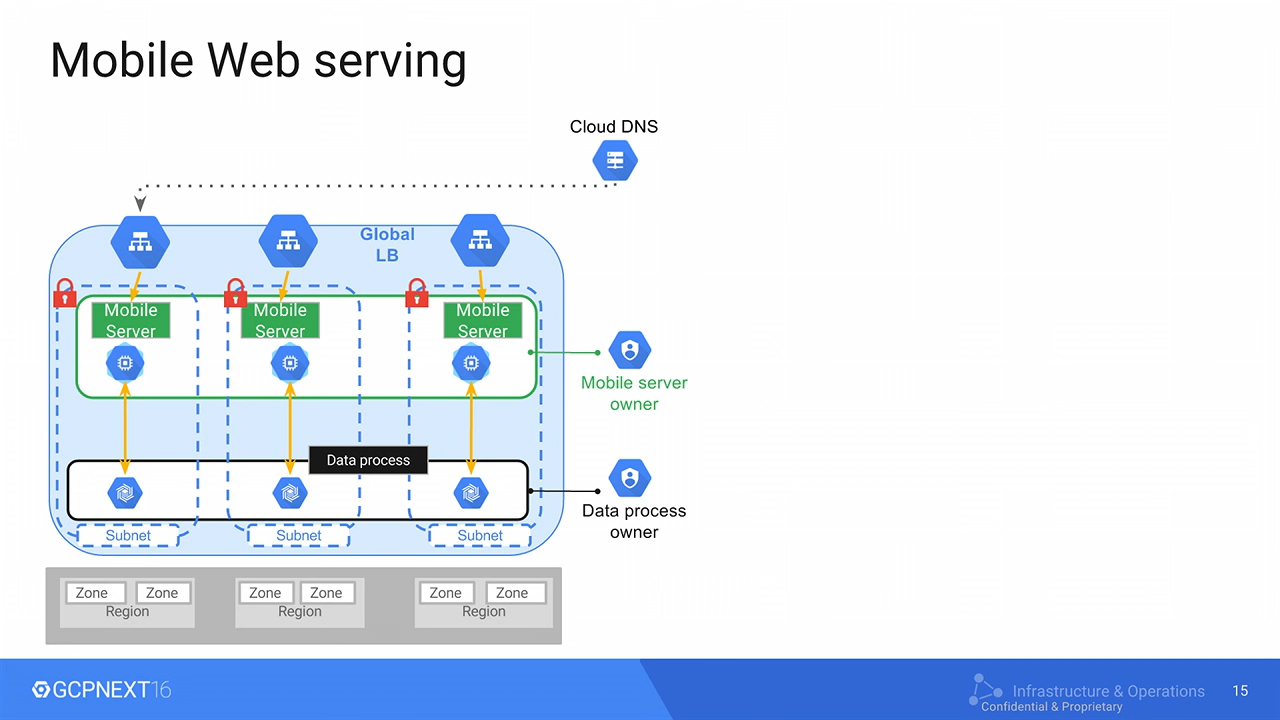 Mobile Web serving
Cloud DNS
Global
LB
Mobile
Server
Mobile
Server
Mobile
Server
Mobile server
owner
Data process
Data process
owner
Subnet
Subnet
Subnet
Zone
Zone
Region
Zone
Zone
Region
Zone
Zone
Region
GCPNEXT16
Infrastructure & Operations
Confidential & Proprietary
15